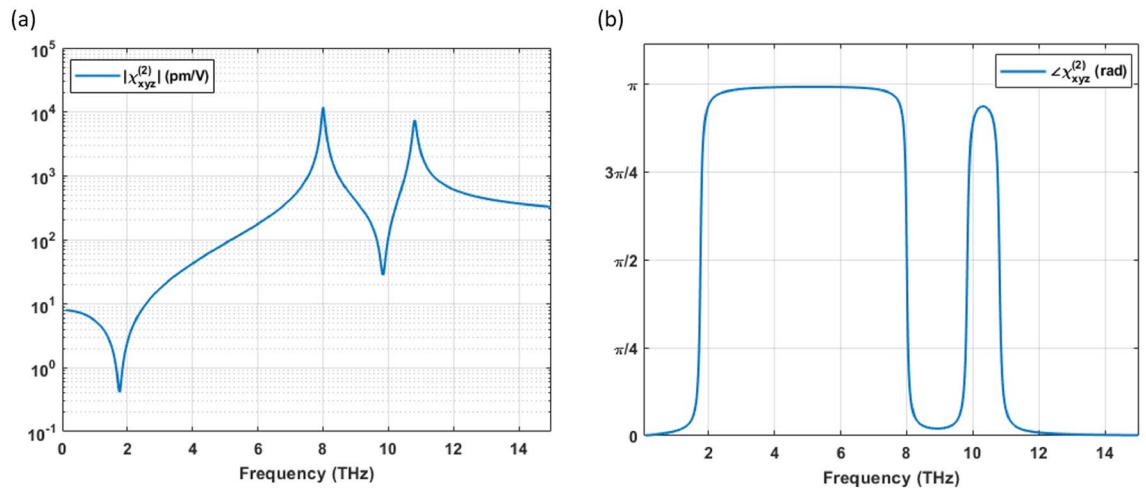 (a)
(b)
10^5
10^4
10^3
10^2
10^1
10^0
10^-1
|χ_xyz^(2)| (pm/V)
0 2 4 6 8 10 12 14
Frequency (THz)
π
3π/4
π/2
π/4
0
∠χ_xyz^(2) (rad)
2 4 6 8 10 12 14
Frequency (THz)